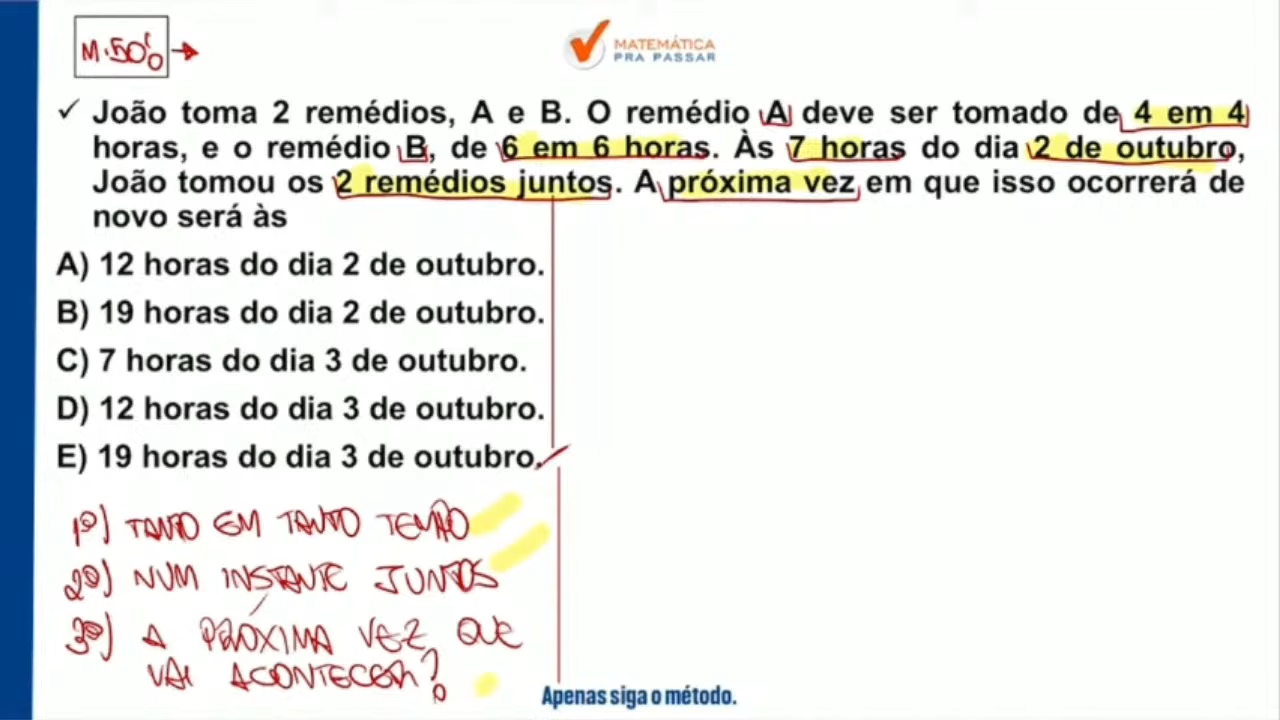 M.50%
MATEMÁTICA
PRA PASSAR
✓ João toma 2 remédios, A e B. O remédio A deve ser tomado de 4 em 4
horas, e o remédio B, de 6 em 6 horas. Às 7 horas do dia 2 de outubro,
João tomou os 2 remédios juntos. A próxima vez em que isso ocorrerá de
novo será às
A) 12 horas do dia 2 de outubro.
B) 19 horas do dia 2 de outubro.
C) 7 horas do dia 3 de outubro.
D) 12 horas do dia 3 de outubro.
E) 19 horas do dia 3 de outubro.
1º) TANTO EM TANTO TEMPO
2º) NUM INSTANTE JUNTOS
3º) A PRÓXIMA VEZ QUE
VAI ACONTECER?
Apenas siga o método.